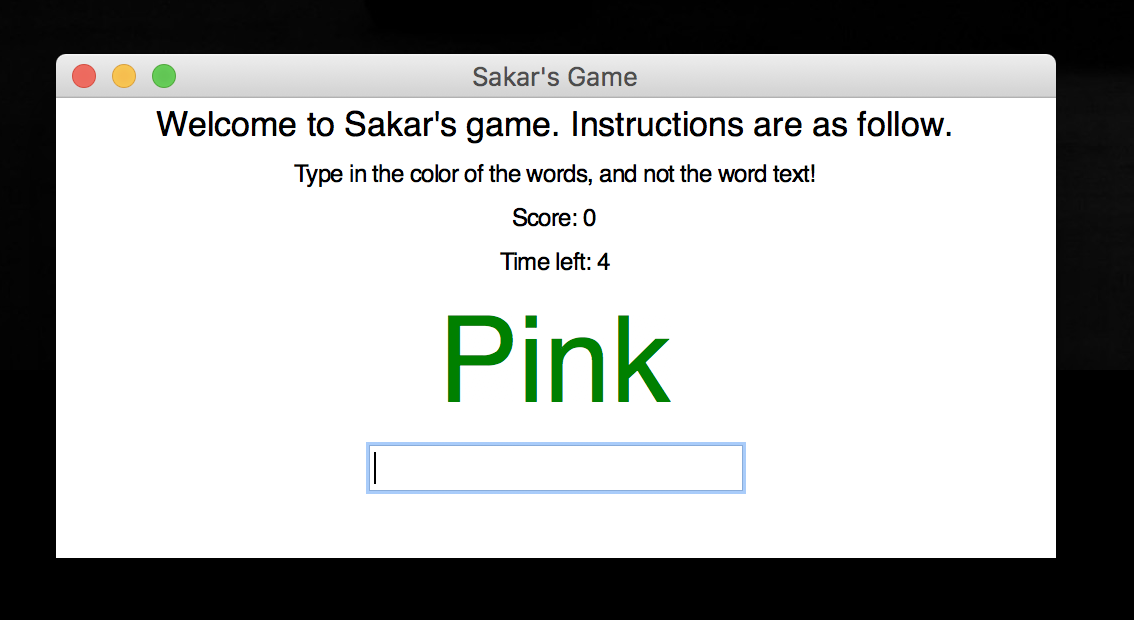 Sakar's Game
Welcome to Sakar's game. Instructions are as follow.
Type in the color of the words, and not the word text!
Score: 0
Time left: 4
Pink